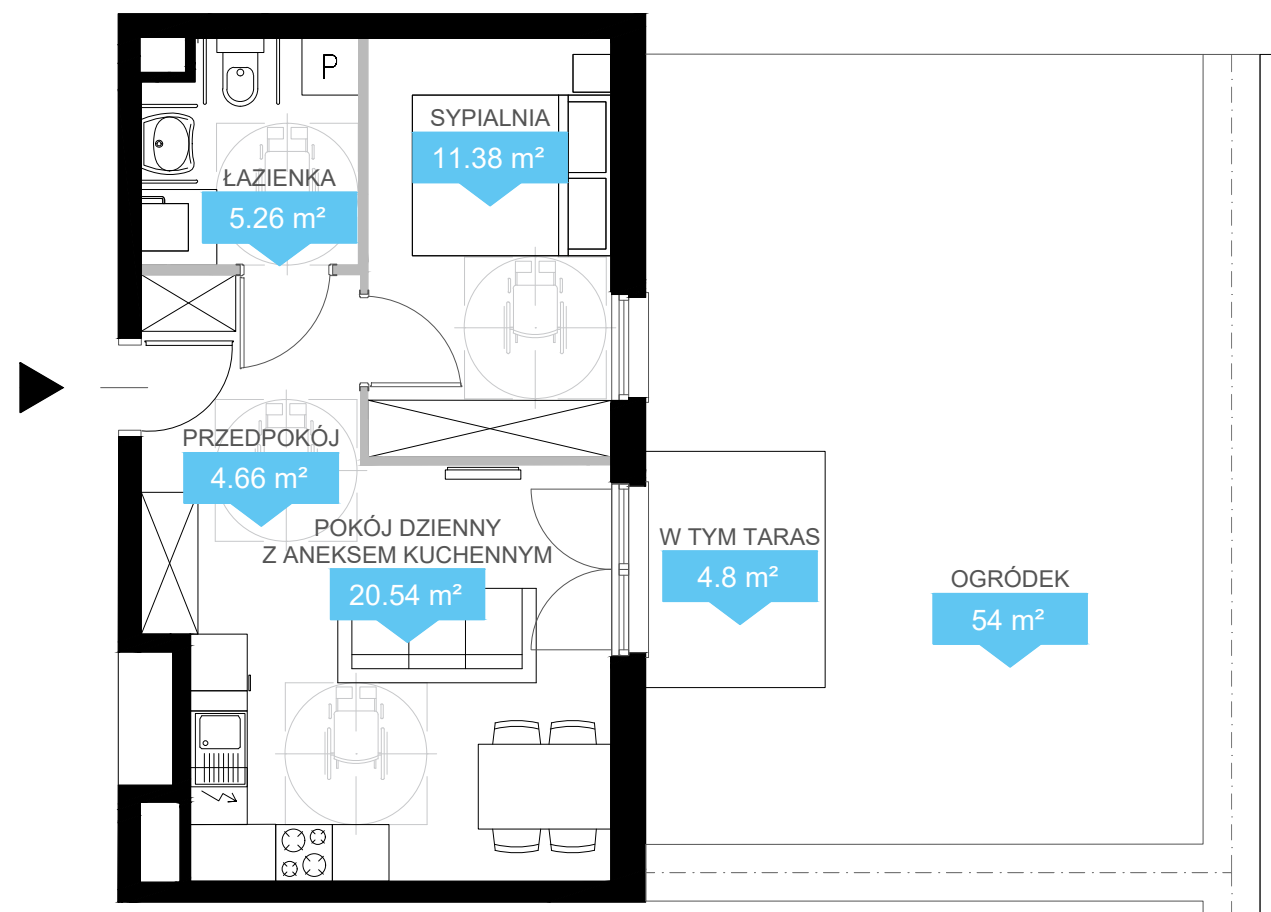 P
SYPIALNIA
11.38 m²
ŁAZIENKA
5.26 m²
PRZEDPOKÓJ
4.66 m²
POKÓJ DZIENNY
Z ANEKSEM KUCHENNYM
20.54 m²
W TYM TARAS
4.8 m²
OGRÓDEK
54 m²